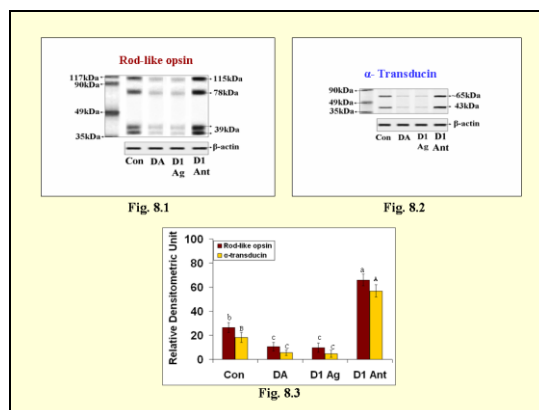 Rod-like opsin
117kDa
90kDa
49kDa
35kDa
115kDa
78kDa
39kDa
β-actin
Con DA D1 D1
Ag Ant
Fig. 8.1
α- Transducin
90kDa
49kDa
35kDa
65kDa
43kDa
β-actin
Con DA D1 D1
Ag Ant
Fig. 8.2
Relative Densitometric Unit
100
80
60
40
20
0
Rod-like opsin
α-transducin
b B c C c C a A
Con DA D1 Ag D1 Ant
Fig. 8.3